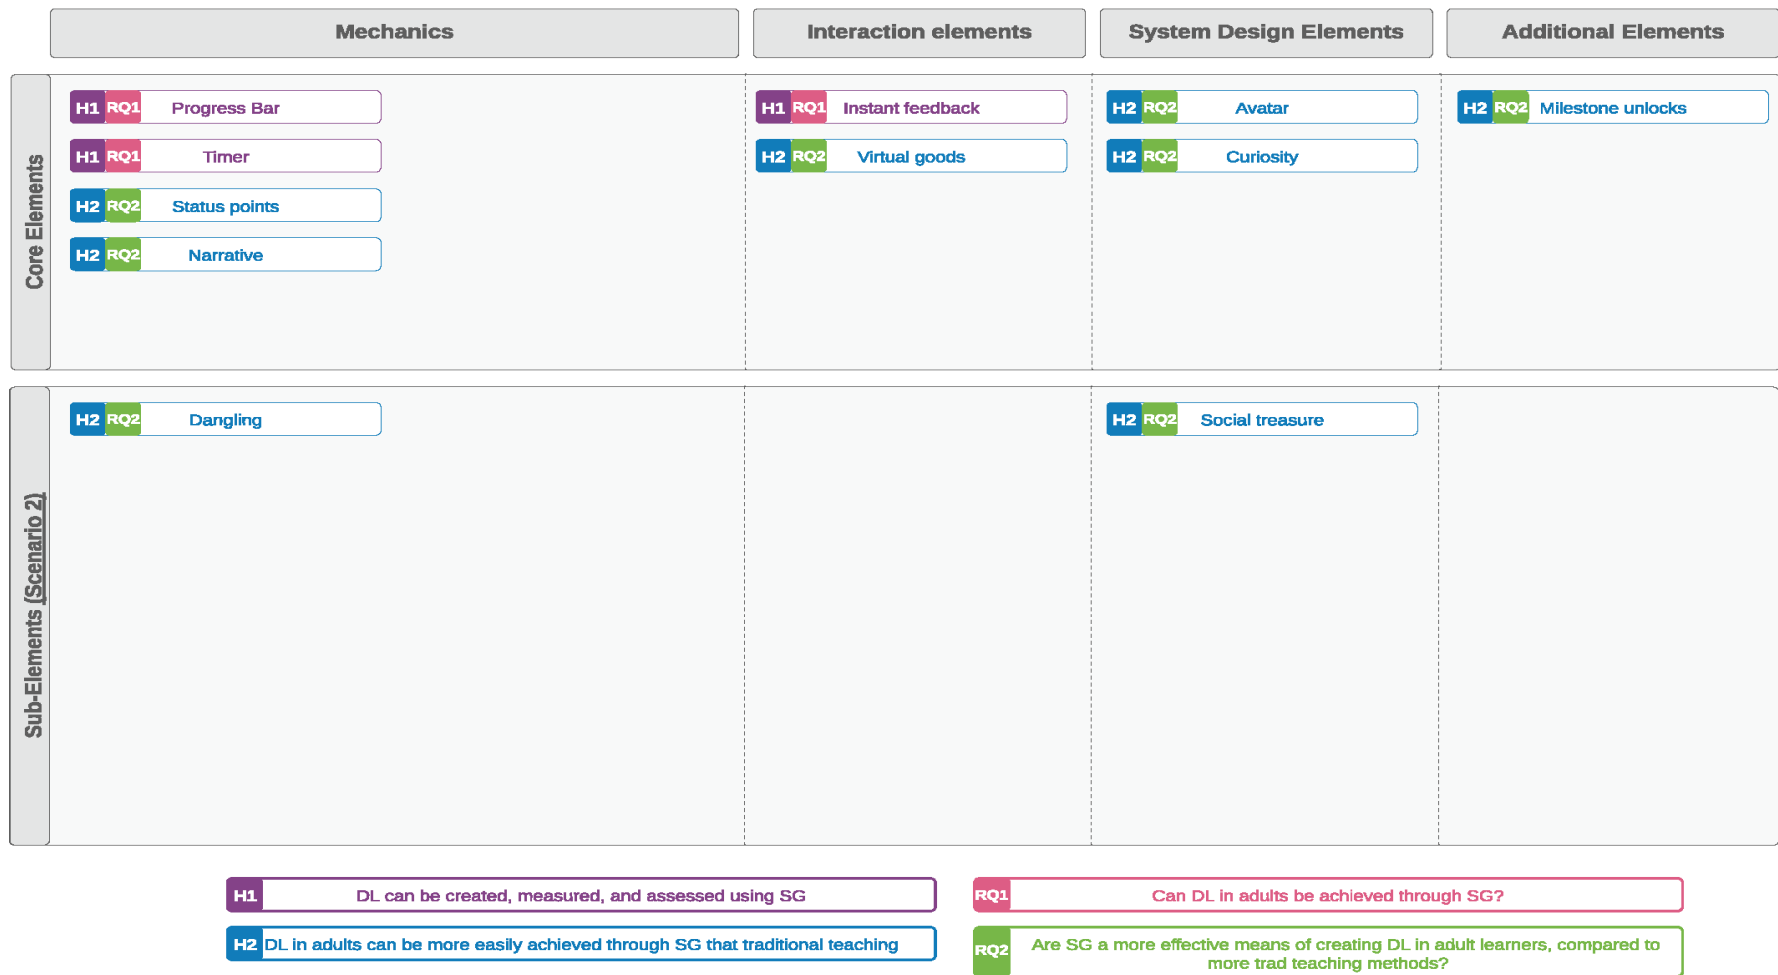 Mechanics
Interaction elements
System Design Elements
Additional Elements
Core Elements
H1 RQ1 Progress Bar
H1 RQ1 Instant feedback
H2 RQ2 Avatar
H2 RQ2 Milestone unlocks
H1 RQ1 Timer
H2 RQ2 Virtual goods
H2 RQ2 Curiosity
H2 RQ2 Status points
H2 RQ2 Narrative
Sub-Elements (Scenario 2)
H2 RQ2 Dangling
H2 RQ2 Social treasure
H1 DL can be created, measured, and assessed using SG
RQ1 Can DL in adults be achieved through SG?
H2 DL in adults can be more easily achieved through SG that traditional teaching
RQ2 Are SG a more effective means of creating DL in adult learners, compared to
more trad teaching methods?